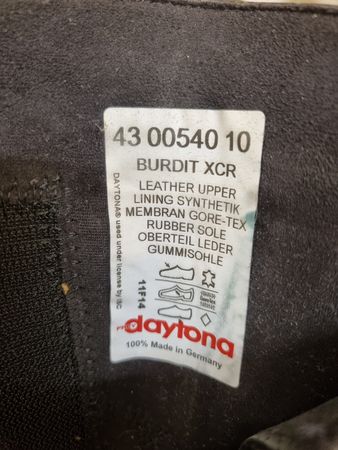 43 00540 10
BURDIT XCR
LEATHER UPPER
LINING SYNTHETIK
MEMBRAN GORE-TEX
RUBBER SOLE
OBERTEIL LEDER
GUMMISOHLE
DAYTONA® used under license by SC
11F14
daytona
100% Made in Germany